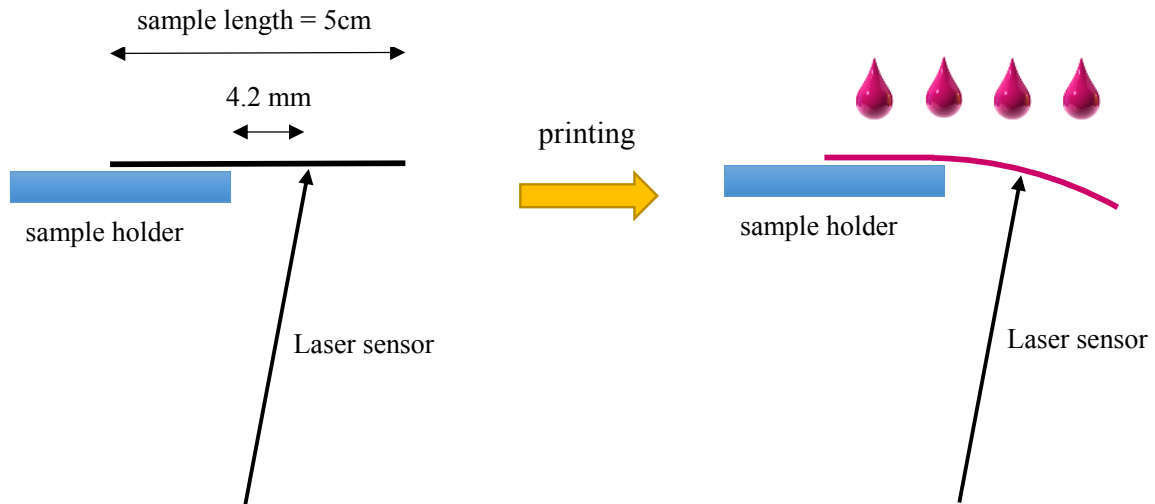 sample length = 5cm
4.2 mm
printing
sample holder
sample holder
Laser sensor
Laser sensor